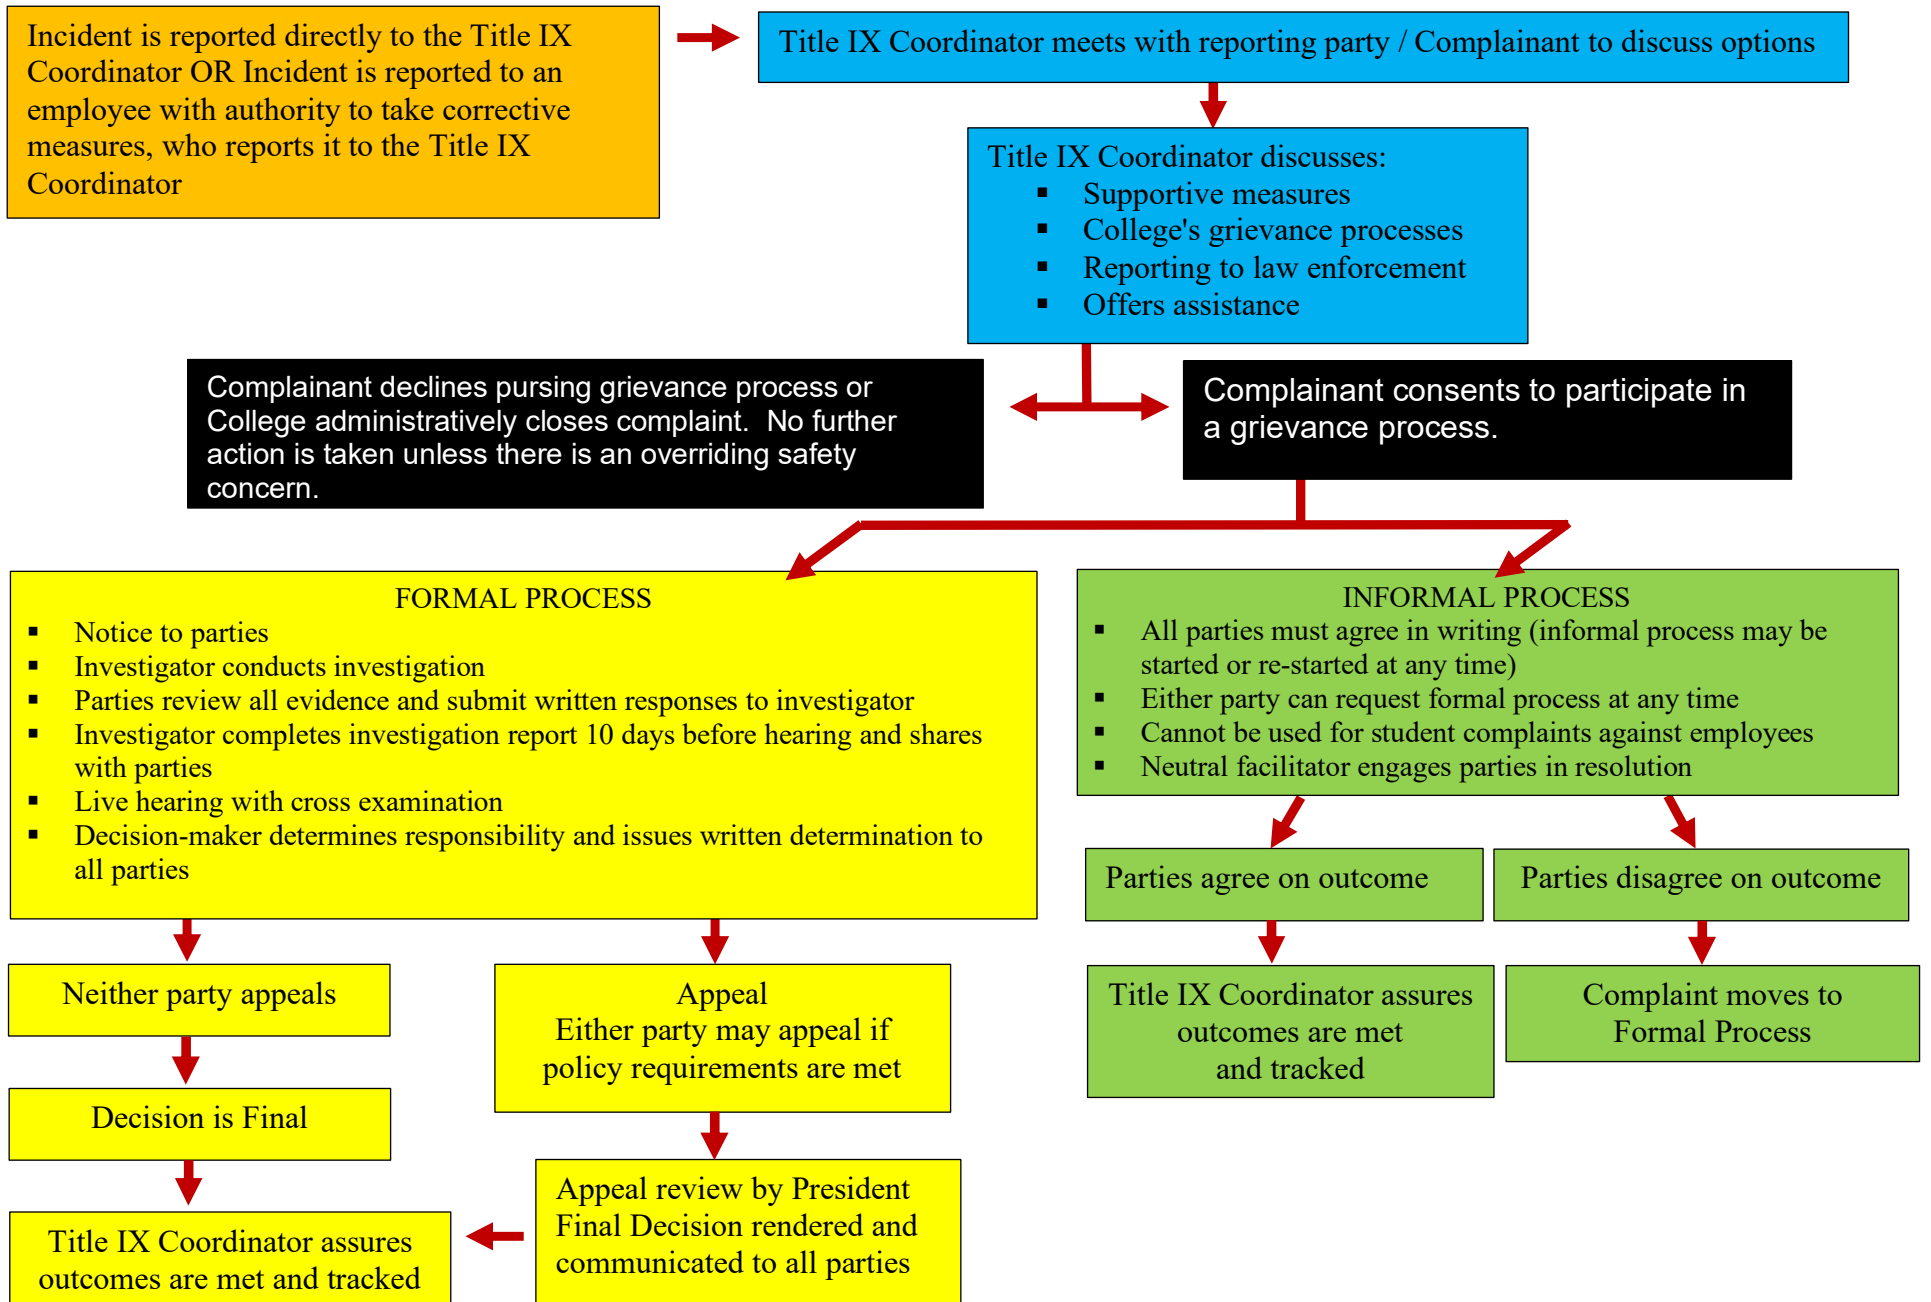 Incident is reported directly to the Title IX
Coordinator OR Incident is reported to an
employee with authority to take corrective
measures, who reports it to the Title IX
Coordinator
Title IX Coordinator meets with reporting party / Complainant to discuss options
Title IX Coordinator discusses:
▪ Supportive measures
▪ College's grievance processes
▪ Reporting to law enforcement
▪ Offers assistance
Complainant declines pursing grievance process or
College administratively closes complaint.  No further
action is taken unless there is an overriding safety
concern.
Complainant consents to participate in
a grievance process.
FORMAL PROCESS
▪ Notice to parties
▪ Investigator conducts investigation
▪ Parties review all evidence and submit written responses to investigator
▪ Investigator completes investigation report 10 days before hearing and shares
with parties
▪ Live hearing with cross examination
▪ Decision-maker determines responsibility and issues written determination to
all parties
INFORMAL PROCESS
▪ All parties must agree in writing (informal process may be
started or re-started at any time)
▪ Either party can request formal process at any time
▪ Cannot be used for student complaints against employees
▪ Neutral facilitator engages parties in resolution
Parties agree on outcome
Parties disagree on outcome
Neither party appeals
Appeal
Either party may appeal if
policy requirements are met
Title IX Coordinator assures
outcomes are met
and tracked
Complaint moves to
Formal Process
Decision is Final
Appeal review by President
Final Decision rendered and
communicated to all parties
Title IX Coordinator assures
outcomes are met and tracked